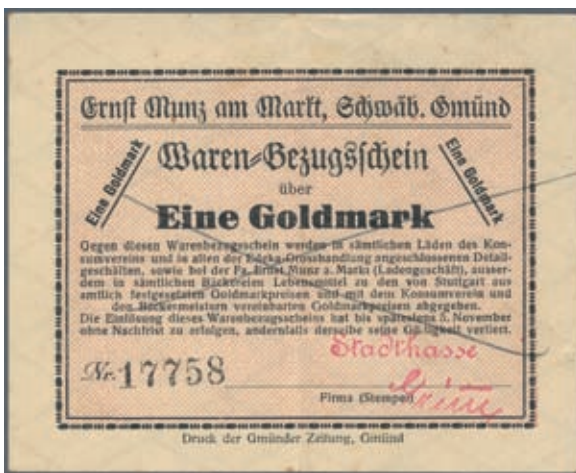 Ernst Munz am Markt, Schwäb. Gmünd
Waren-Bezugsschein
Eine Goldmark
Eine Goldmark
über
Eine Goldmark
Gegen diesen Warenbezugsschein werden in sämtlichen Läden des Kon-
sumvereins und in allen der Edeka-Grosshandlung angeschlossenen Detail-
geschäften, sowie bei der Fa. Ernst Munz a. Markt (Ladengeschäft), ausser-
dem in sämtlichen Bäckereien Lebensmittel zu den von Stuttgart aus
amtlich festgesetzten Goldmarkpreisen und mit dem Konsumverein und
den Bäckermeistern vereinbarten Goldmarkpreisen abgegeben.
Die Einlösung dieses Warenbezugsscheins hat bis spätestens 5. November
ohne Nachfrist zu erfolgen, andernfalls derselbe seine Gültigkeit verliert.
Stadtkasse
Nr. 17758
Firma (Stempel)
Druck der Gmünder Zeitung, Gmünd